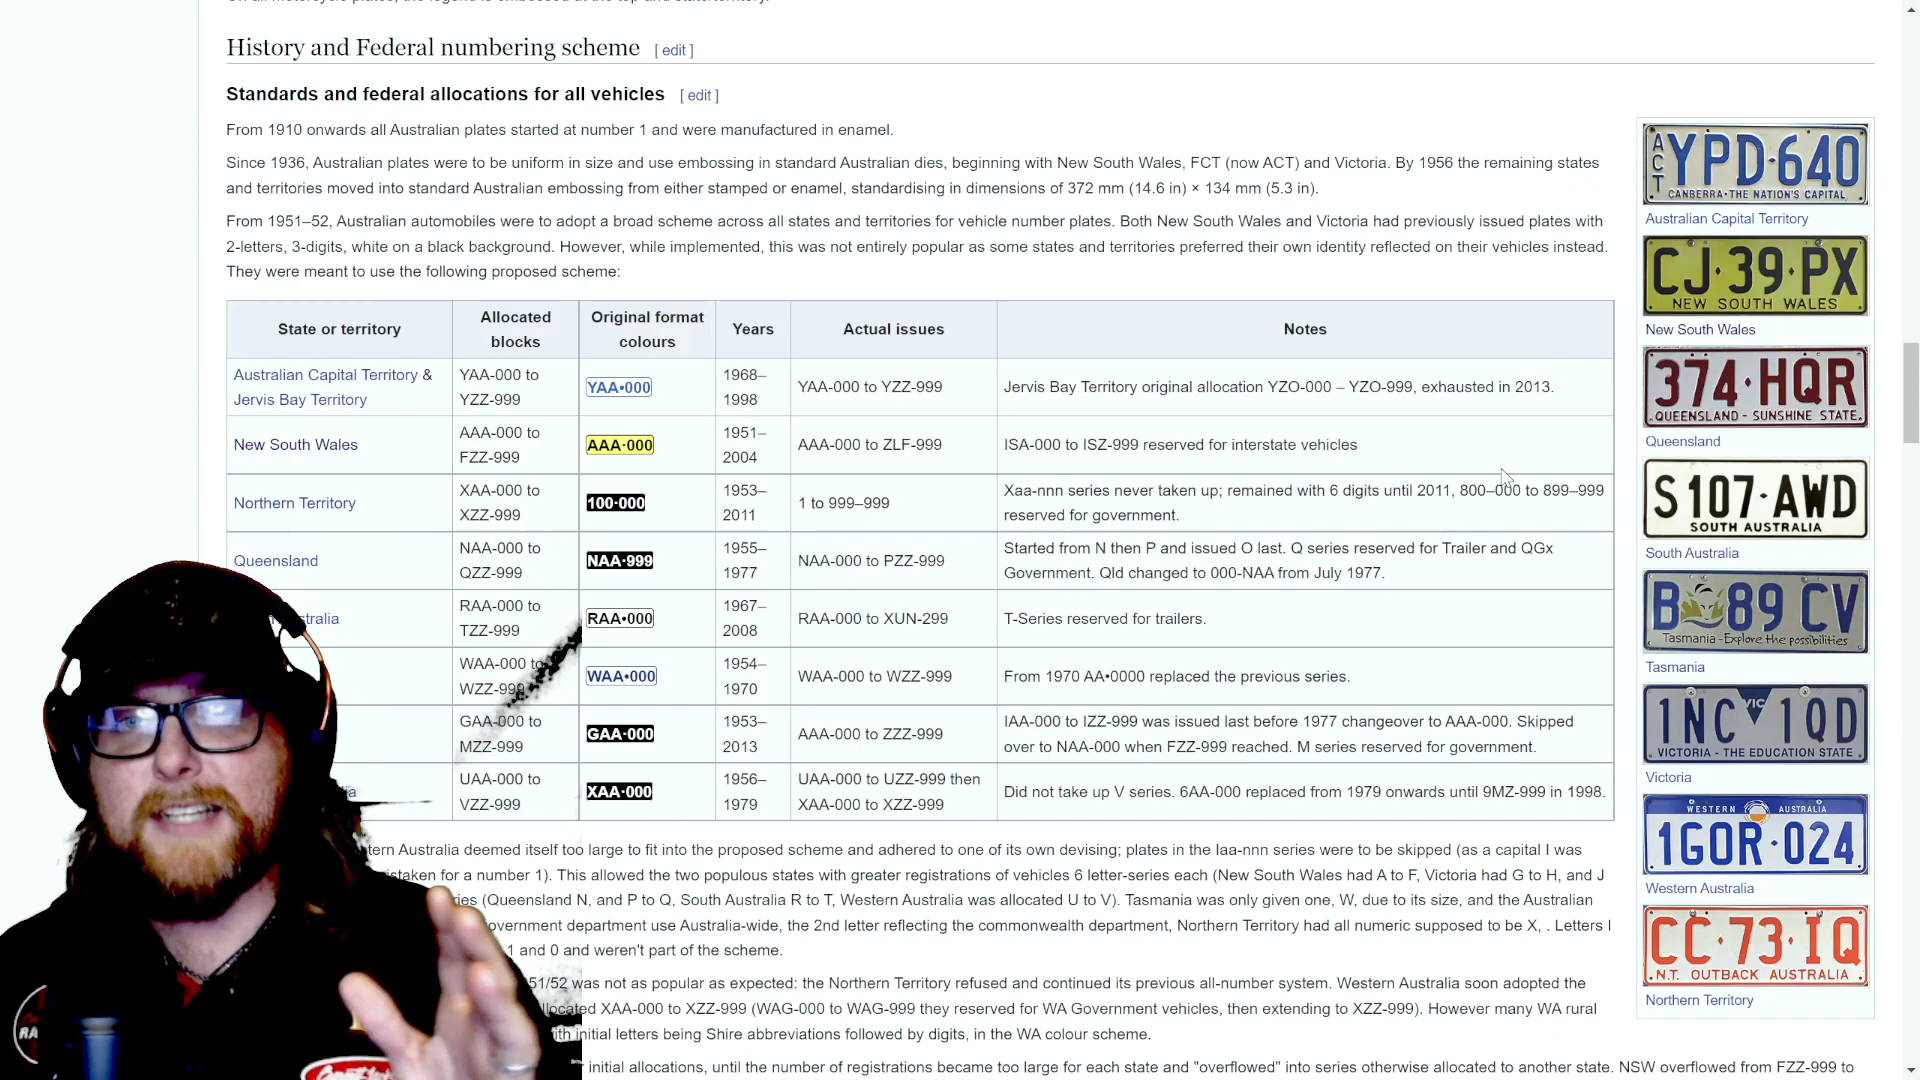 History and Federal numbering scheme [ edit ]
Standards and federal allocations for all vehicles [ edit ]
From 1910 onwards all Australian plates started at number 1 and were manufactured in enamel.
Since 1936, Australian plates were to be uniform in size and use embossing in standard Australian dies, beginning with New South Wales, FCT (now ACT) and Victoria. By 1956 the remaining states
and territories moved into standard Australian embossing from either stamped or enamel, standardising in dimensions of 372 mm (14.6 in) × 134 mm (5.3 in).
From 1951–52, Australian automobiles were to adopt a broad scheme across all states and territories for vehicle number plates. Both New South Wales and Victoria had previously issued plates with
2-letters, 3-digits, white on a black background. However, while implemented, this was not entirely popular as some states and territories preferred their own identity reflected on their vehicles instead.
They were meant to use the following proposed scheme:
State or territory
Allocated
blocks
Original format
colours
Years
Actual issues
Notes
Australian Capital Territory &
Jervis Bay Territory
YAA-000 to
YZZ-999
YAA•000
1968–
1998
YAA-000 to YZZ-999
Jervis Bay Territory original allocation YZO-000 – YZO-999, exhausted in 2013.
New South Wales
AAA-000 to
FZZ-999
AAA·000
1951–
2004
AAA-000 to ZLF-999
ISA-000 to ISZ-999 reserved for interstate vehicles
Northern Territory
XAA-000 to
XZZ-999
100·000
1953–
2011
1 to 999–999
Xaa-nnn series never taken up; remained with 6 digits until 2011, 800–000 to 899–999
reserved for government.
Queensland
NAA-000 to
QZZ-999
NAA·999
1955–
1977
NAA-000 to PZZ-999
Started from N then P and issued O last. Q series reserved for Trailer and QGx
Government. Qld changed to 000-NAA from July 1977.
stralia
RAA-000 to
TZZ-999
RAA•000
1967–
2008
RAA-000 to XUN-299
T-Series reserved for trailers.
WAA-000 to
WZZ-999
WAA•000
1954–
1970
WAA-000 to WZZ-999
From 1970 AA•0000 replaced the previous series.
GAA-000 to
MZZ-999
GAA·000
1953–
2013
AAA-000 to ZZZ-999
IAA-000 to IZZ-999 was issued last before 1977 changeover to AAA-000. Skipped
over to NAA-000 when FZZ-999 reached. M series reserved for government.
UAA-000 to
VZZ-999
XAA·000
1956–
1979
UAA-000 to UZZ-999 then
XAA-000 to XZZ-999
Did not take up V series. 6AA-000 replaced from 1979 onwards until 9MZ-999 in 1998.
tern Australia deemed itself too large to fit into the proposed scheme and adhered to one of its own devising; plates in the Iaa-nnn series were to be skipped (as a capital I was
istaken for a number 1). This allowed the two populous states with greater registrations of vehicles 6 letter-series each (New South Wales had A to F, Victoria had G to H, and J
ries (Queensland N, and P to Q, South Australia R to T, Western Australia was allocated U to V). Tasmania was only given one, W, due to its size, and the Australian
overnment department use Australia-wide, the 2nd letter reflecting the commonwealth department, Northern Territory had all numeric supposed to be X, . Letters I
1 and 0 and weren't part of the scheme.
51/52 was not as popular as expected: the Northern Territory refused and continued its previous all-number system. Western Australia soon adopted the
llocated XAA-000 to XZZ-999 (WAG-000 to WAG-999 they reserved for WA Government vehicles, then extending to XZZ-999). However many WA rural
ith initial letters being Shire abbreviations followed by digits, in the WA colour scheme.
initial allocations, until the number of registrations became too large for each state and "overflowed" into series otherwise allocated to another state. NSW overflowed from FZZ-999 to
ACT
YPD·640
CANBERRA - THE NATION'S CAPITAL
Australian Capital Territory
CJ·39·PX
NEW SOUTH WALES
New South Wales
374·HQR
QUEENSLAND - SUNSHINE STATE
Queensland
S107·AWD
SOUTH AUSTRALIA
South Australia
B 89 CV
Tasmania - Explore the possibilities
Tasmania
VIC
1NC 1QD
VICTORIA - THE EDUCATION STATE
Victoria
WESTERN AUSTRALIA
1GOR·024
Western Australia
CC·73·IQ
N.T. OUTBACK AUSTRALIA
Northern Territory